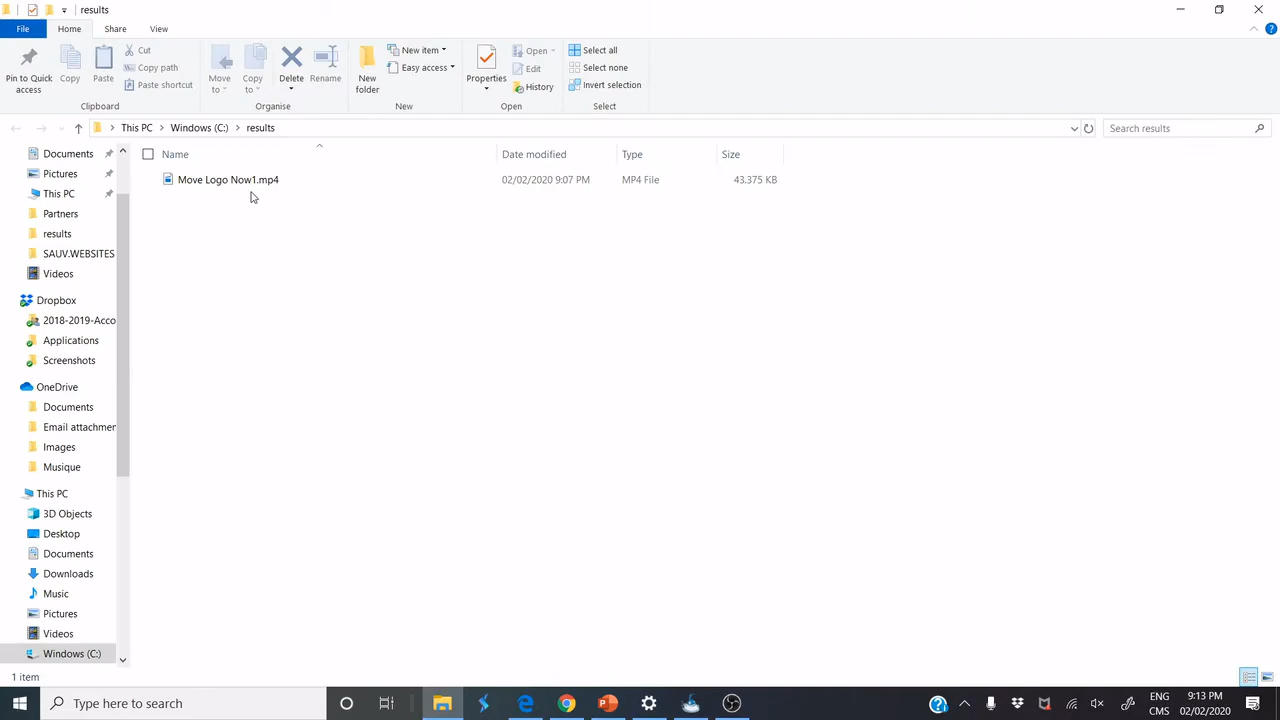 results
File Home Share View
Pin to Quick access
Copy
Paste
Cut
Copy path
Paste shortcut
Clipboard
Move to
Copy to
Delete
Rename
Organise
New folder
New item
Easy access
New
Properties
Open
Edit
History
Open
Select all
Select none
Invert selection
Select
This PC Windows (C:) results
Search results
Name Date modified Type Size
Move Logo Now1.mp4 02/02/2020 9:07 PM MP4 File 43.375 KB
Documents
Pictures
This PC
Partners
results
SAUV.WEBSITES
Videos
Dropbox
2018-2019-Acco
Applications
Screenshots
OneDrive
Documents
Email attachmer
Images
Musique
This PC
3D Objects
Desktop
Documents
Downloads
Music
Pictures
Videos
Windows (C:)
1 item
Type here to search
ENG
CMS
9:13 PM
02/02/2020